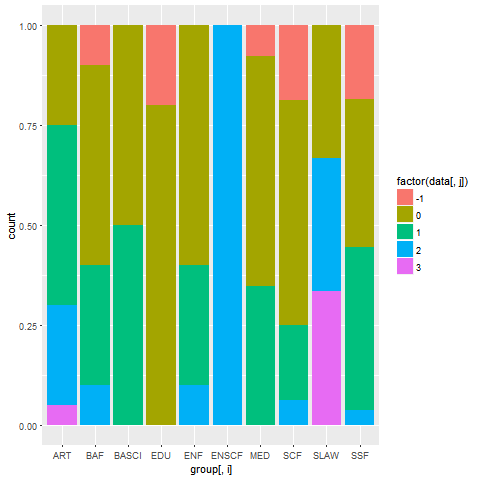 1.00
0.75
0.50
0.25
0.00
count
ART BAF BASCI EDU ENF ENSCF MED SCF SLAW SSF
group[, i]
factor(data[, j])
-1
0
1
2
3